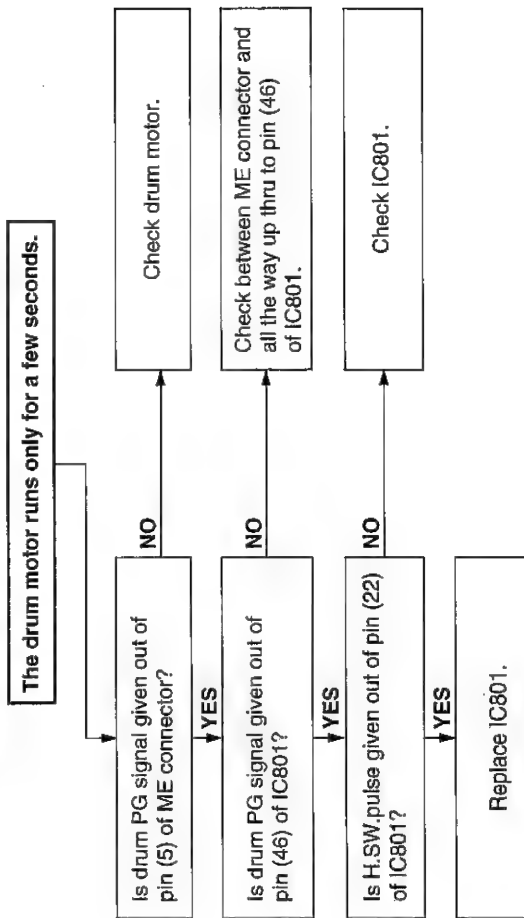 The drum motor runs only for a few seconds.
Is drum PG signal given out of
pin (5) of ME connector?
NO
Check drum motor.
YES
Is drum PG signal given out of
pin (46) of IC801?
NO
Check between ME connector and
all the way up thru to pin (46)
of IC801.
YES
Is H.SW.pulse given out of pin (22)
of IC801?
NO
Check IC801.
YES
Replace IC801.